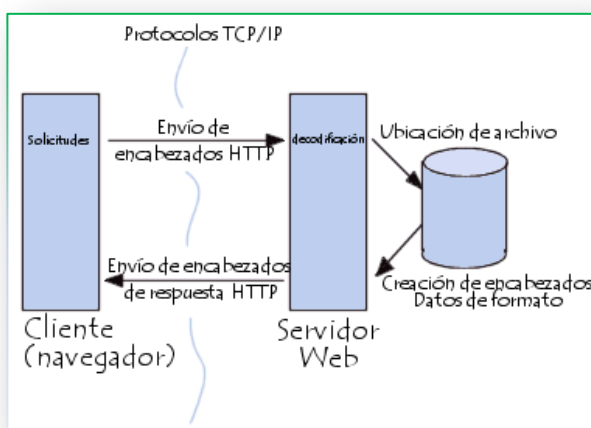 Protocolos TCP/IP
Solicitudes
Envío de
encabezados HTTP
decodificación
Ubicación de archivo
Envío de encabezados
de respuesta HTTP
Creación de encabezados
Datos de formato
Cliente
(navegador)
Servidor
Web